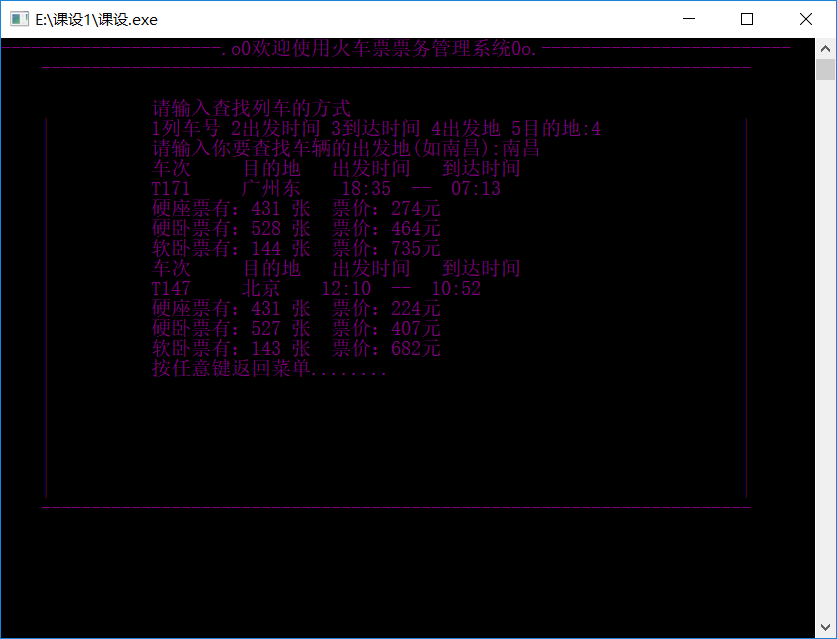 E:\课设1\课设.exe
.o0欢迎使用火车票票务管理系统0o.
请输入查找列车的方式
1列车号 2出发时间 3到达时间 4出发地 5目的地:4
请输入你要查找车辆的出发地(如南昌):南昌
车次 目的地 出发时间 到达时间
T171 广州东 18:35 -- 07:13
硬座票有: 431 张 票价: 274元
硬卧票有: 528 张 票价: 464元
软卧票有: 144 张 票价: 735元
车次 目的地 出发时间 到达时间
T147 北京 12:10 -- 10:52
硬座票有: 431 张 票价: 224元
硬卧票有: 527 张 票价: 407元
软卧票有: 143 张 票价: 682元
按任意键返回菜单........